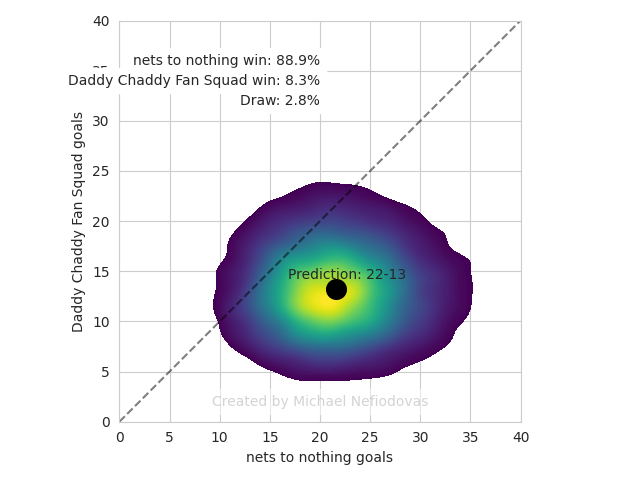 nets to nothing win: 88.9%
Daddy Chaddy Fan Squad win: 8.3%
Draw: 2.8%
Daddy Chaddy Fan Squad goals
40
35
30
25
20
15
10
5
0
Prediction: 22-13
Created by Michael Nefiodovas
0 5 10 15 20 25 30 35 40
nets to nothing goals